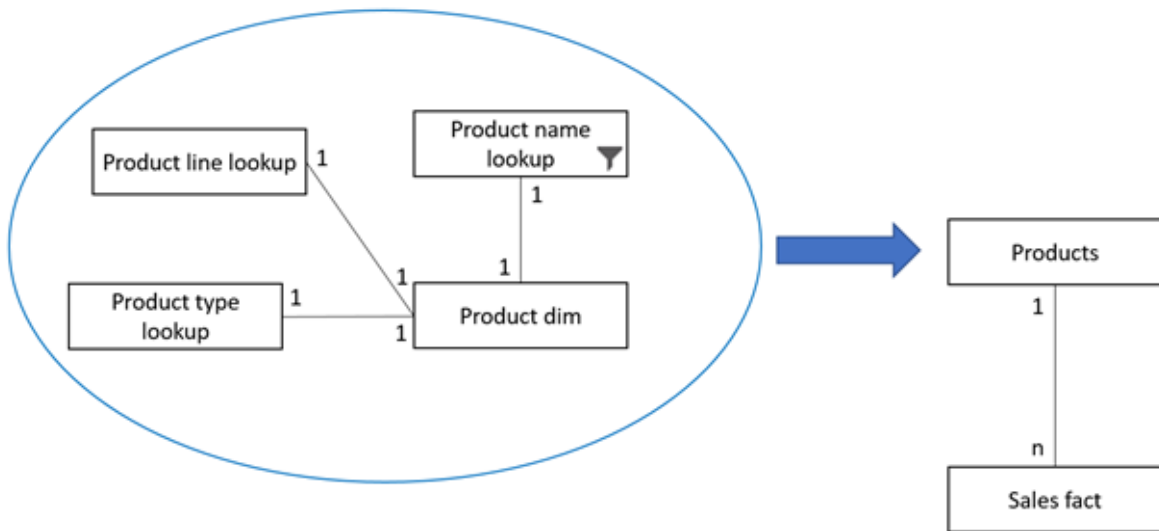 Product name
lookup
Product line lookup
1
1
1
1
Product type
lookup
1
1
Product dim
Products
1
n
Sales fact